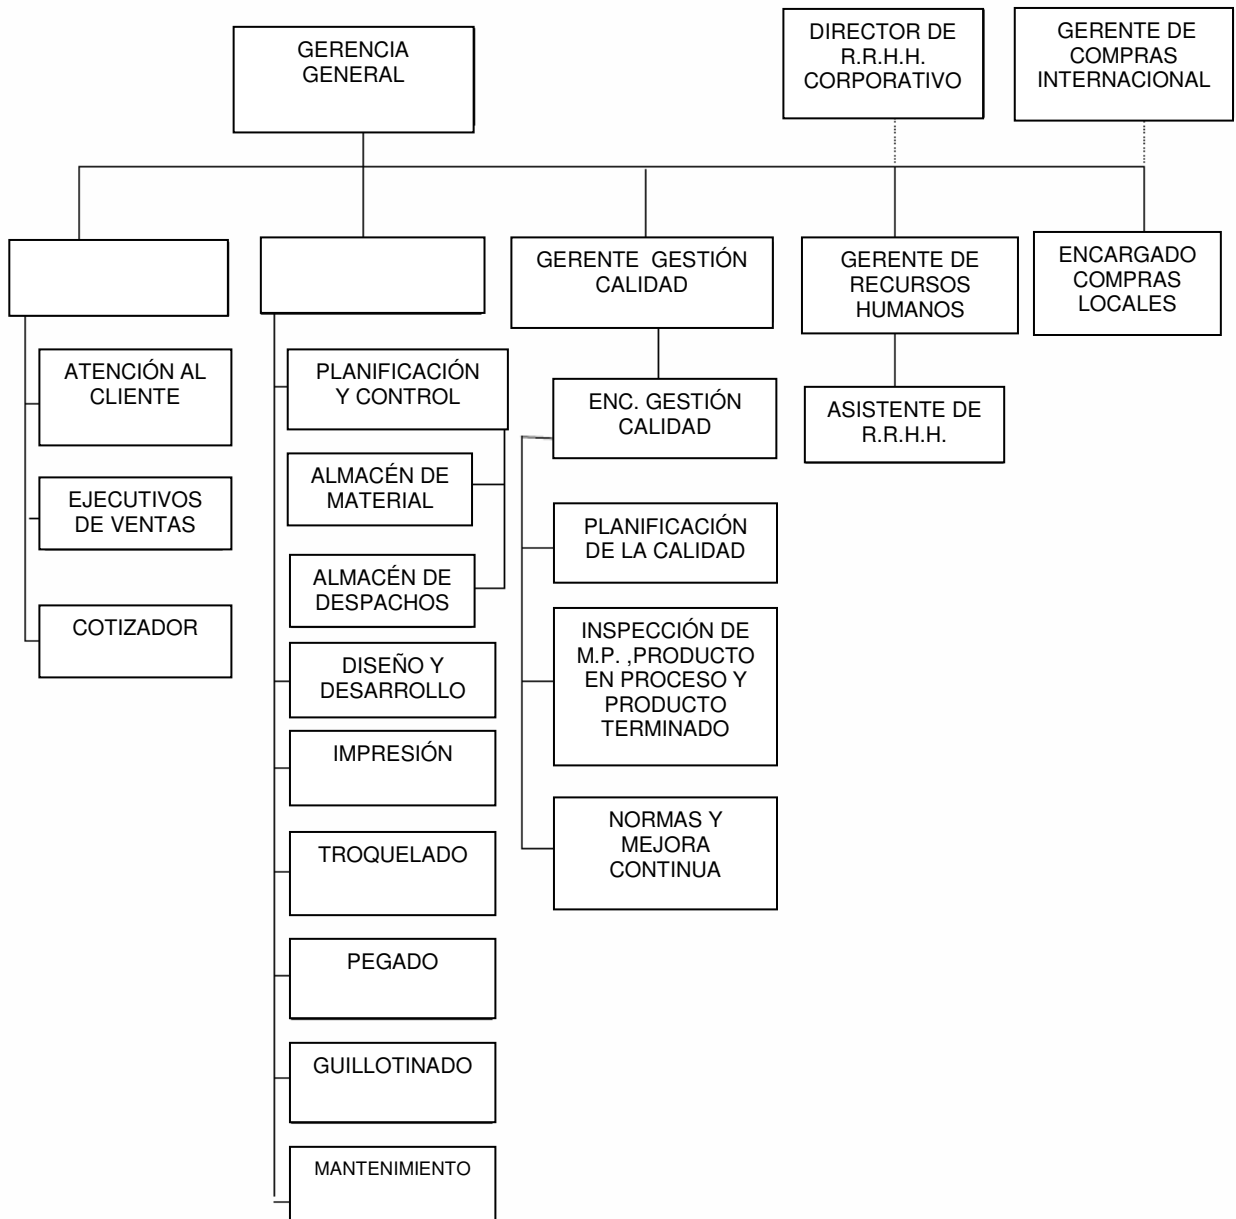 GERENCIA
GENERAL
DIRECTOR DE
R.R.H.H.
CORPORATIVO
GERENTE DE
COMPRAS
INTERNACIONAL
GERENTE GESTIÓN
CALIDAD
GERENTE DE
RECURSOS
HUMANOS
ENCARGADO
COMPRAS
LOCALES
ATENCIÓN AL
CLIENTE
EJECUTIVOS
DE VENTAS
COTIZADOR
PLANIFICACIÓN
Y CONTROL
ALMACÉN DE
MATERIAL
ALMACÉN DE
DESPACHOS
DISEÑO Y
DESARROLLO
IMPRESIÓN
TROQUELADO
PEGADO
GUILLOTINADO
MANTENIMIENTO
ENC. GESTIÓN
CALIDAD
PLANIFICACIÓN
DE LA CALIDAD
INSPECCIÓN DE
M.P. ,PRODUCTO
EN PROCESO Y
PRODUCTO
TERMINADO
NORMAS Y
MEJORA
CONTINUA
ASISTENTE DE
R.R.H.H.